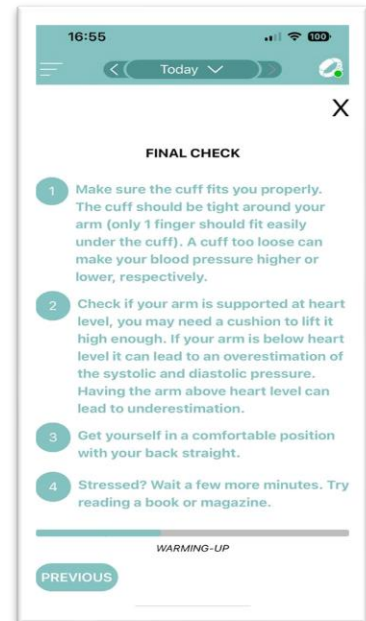 16:55
100
Today
X
FINAL CHECK
1
Make sure the cuff fits you properly.
The cuff should be tight around your
arm (only 1 finger should fit easily
under the cuff). A cuff too loose can
make your blood pressure higher or
lower, respectively.
2
Check if your arm is supported at heart
level, you may need a cushion to lift it
high enough. If your arm is below heart
level it can lead to an overestimation of
the systolic and diastolic pressure.
Having the arm above heart level can
lead to underestimation.
3
Get yourself in a comfortable position
with your back straight.
4
Stressed? Wait a few more minutes. Try
reading a book or magazine.
WARMING-UP
PREVIOUS